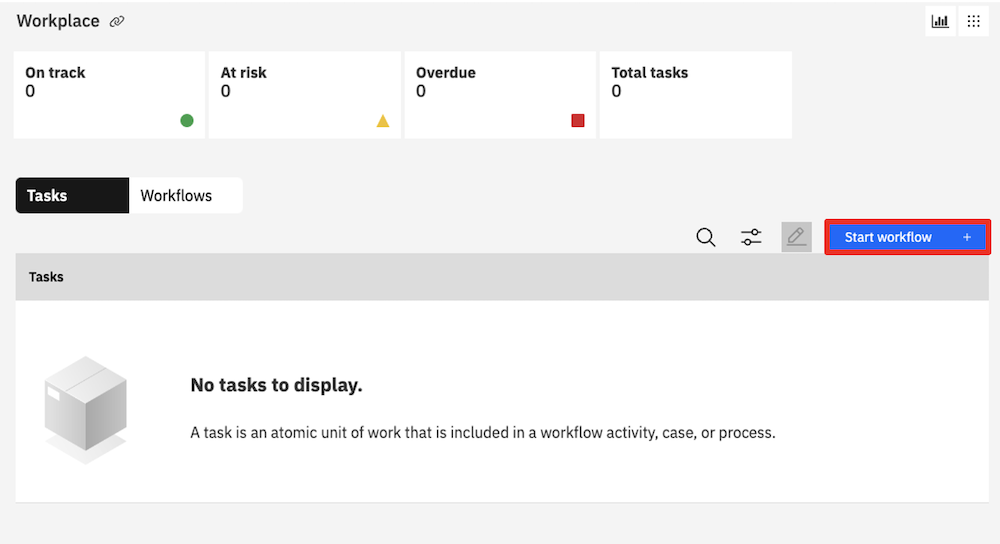 Workplace
On track
0
At risk
0
Overdue
0
Total tasks
0
Tasks
Workflows
Start workflow +
Tasks
No tasks to display.
A task is an atomic unit of work that is included in a workflow activity, case, or process.